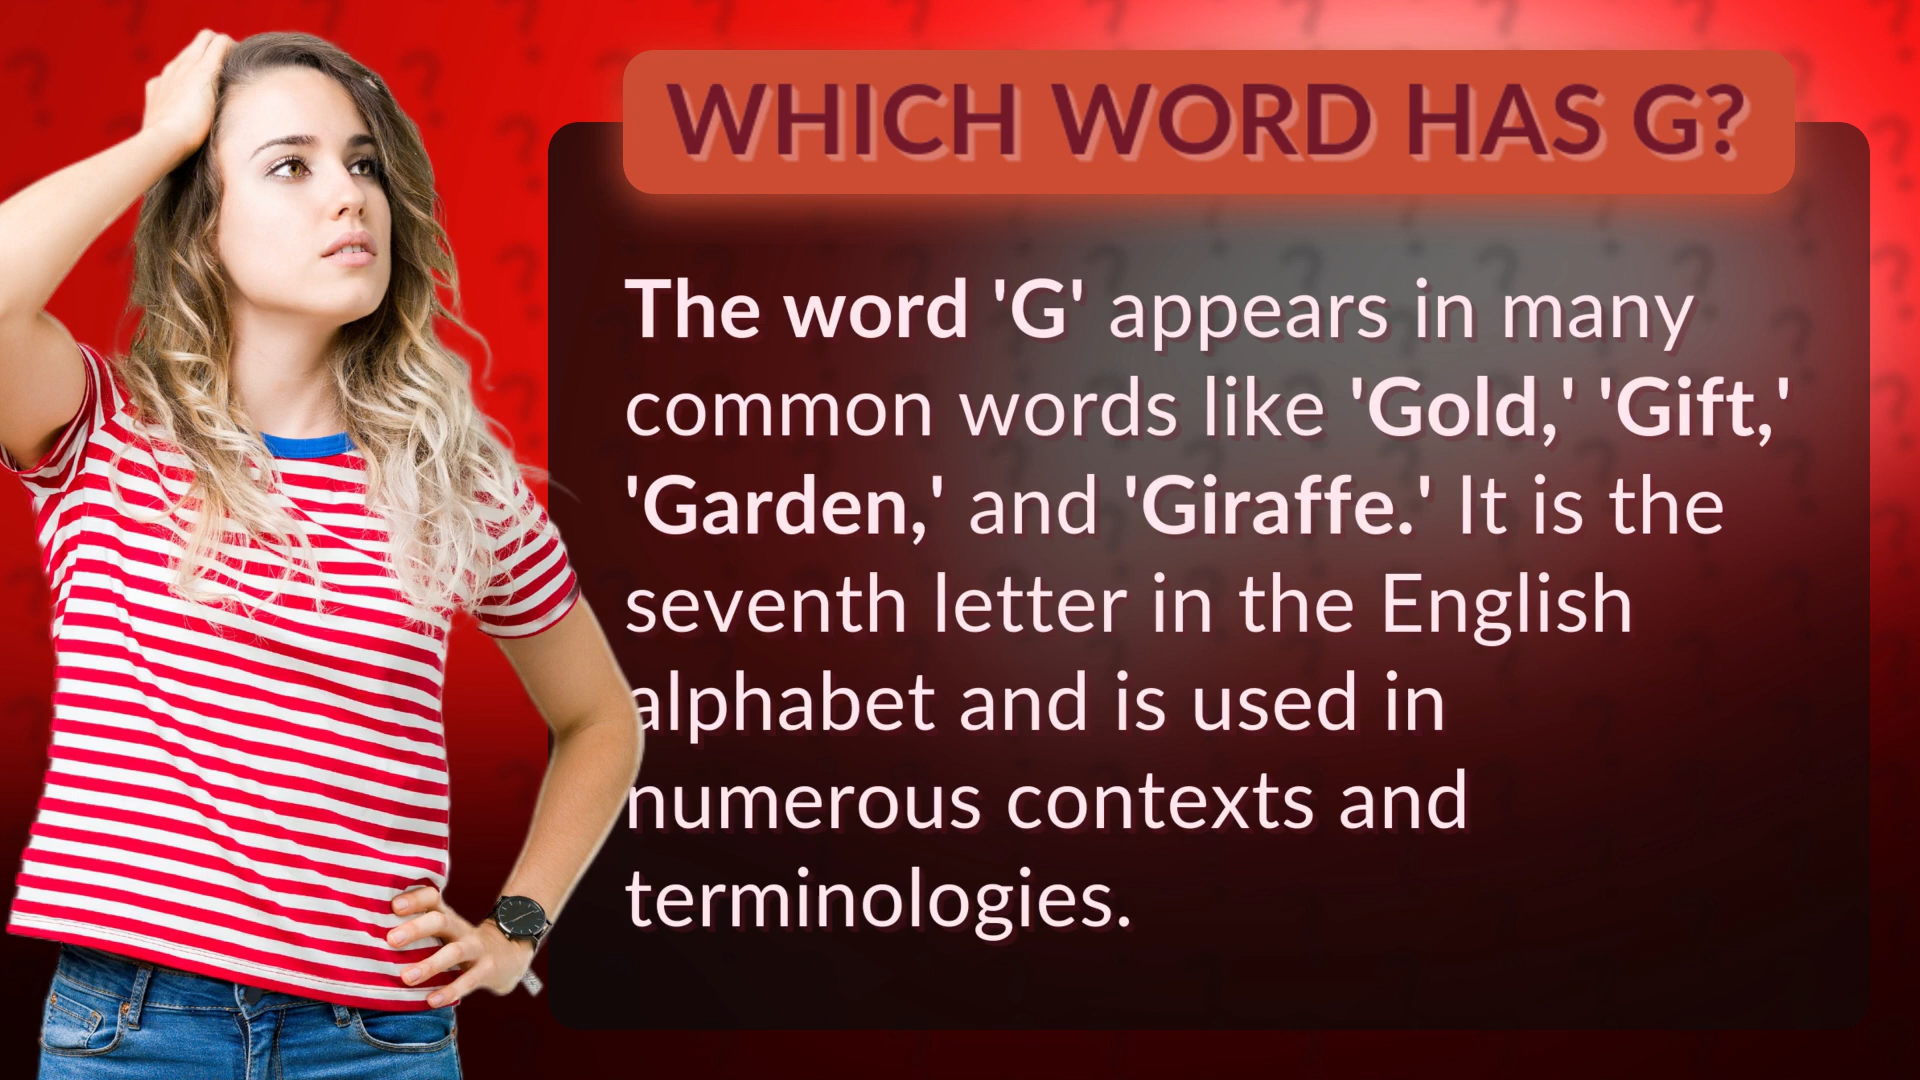 WHICH WORD HAS G?
The word 'G' appears in many
common words like 'Gold,' 'Gift,'
'Garden,' and 'Giraffe.' It is the
seventh letter in the English
alphabet and is used in
numerous contexts and
terminologies.